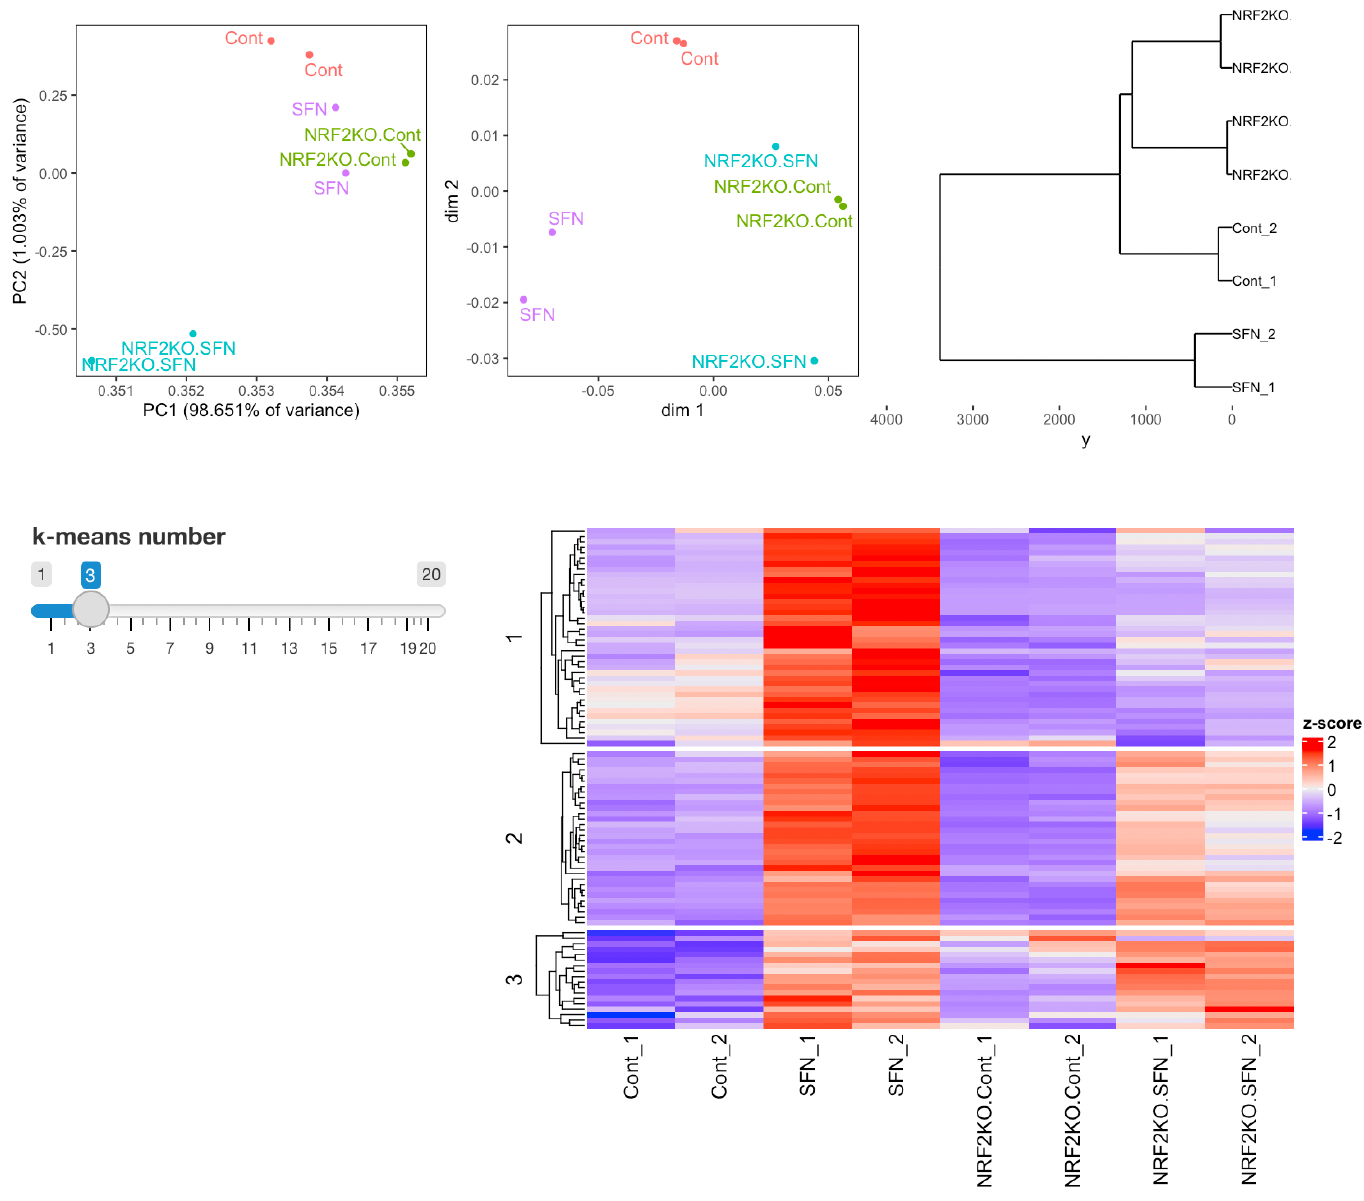 Cont
Cont
SFN
NRF2KO.Cont
NRF2KO.Cont
SFN
NRF2KO.SFN
NRF2KO.SFN
0.25
0.00
-0.25
-0.50
PC2 (1.003% of variance)
0.351 0.352 0.353 0.354 0.355
PC1 (98.651% of variance)
Cont
Cont
NRF2KO.SFN
NRF2KO.Cont
NRF2KO.Cont
SFN
SFN
NRF2KO.SFN
0.02
0.01
0.00
-0.01
-0.02
-0.03
dim 2
-0.05 0.00 0.05
dim 1
NRF2KO.
NRF2KO.
NRF2KO.
NRF2KO.
Cont_2
Cont_1
SFN_2
SFN_1
4000 3000 2000 1000 0
y
k-means number
1 3 20
1 3 5 7 9 11 13 15 17 19 20
1
2
3
z-score
2
1
0
-1
-2
Cont_1
Cont_2
SFN_1
SFN_2
NRF2KO.Cont_1
NRF2KO.Cont_2
NRF2KO.SFN_1
NRF2KO.SFN_2